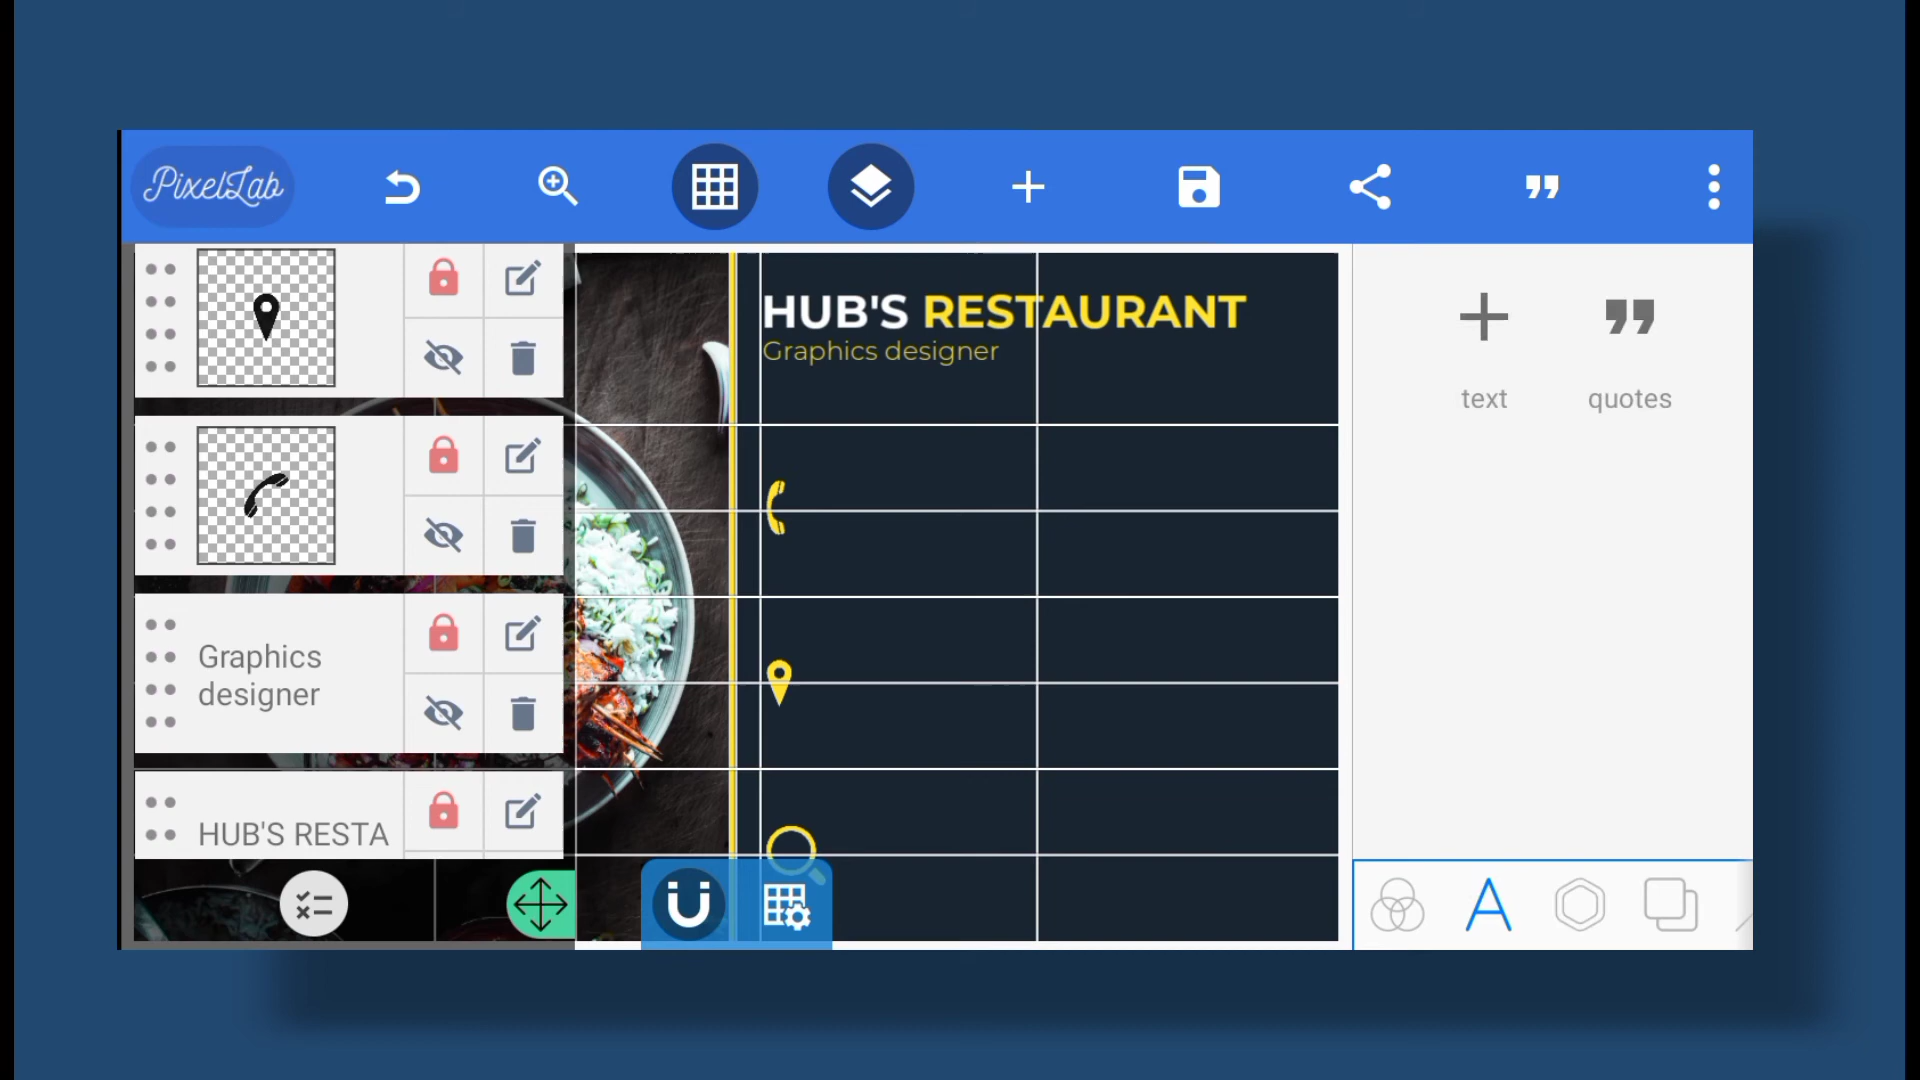 PixelLab
HUB'S RESTAURANT
Graphics designer
text
quotes
Graphics
designer
HUB'S RESTA